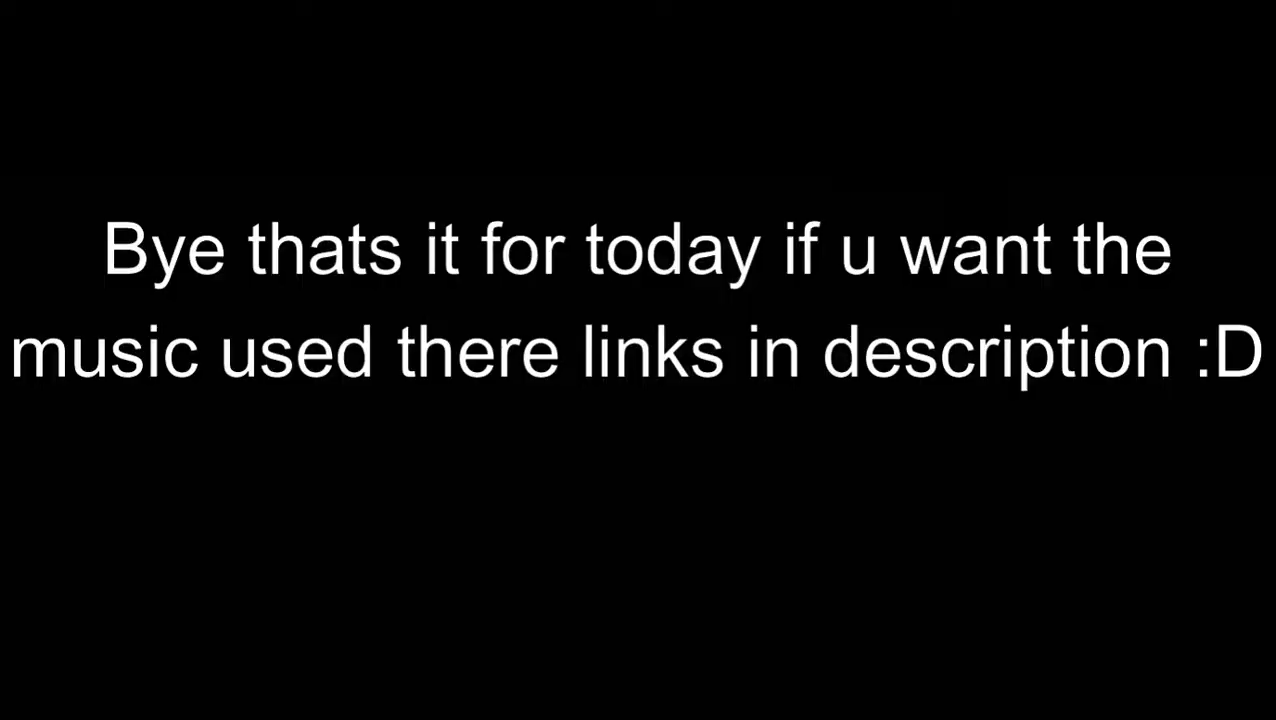 Bye thats it for today if u want the
music used there links in description :D